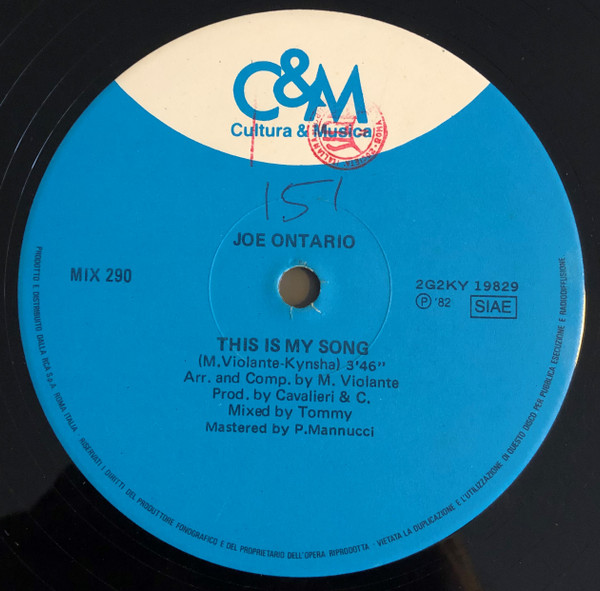 C&M
Cultura & Musica
151
JOE ONTARIO
MIX 290
2G2KY 19829
Ⓟ '82 SIAE
THIS IS MY SONG
(M.Violante-Kynsha) 3'46"
Arr. and Comp. by M. Violante
Prod. by Cavalieri & C.
Mixed by Tommy
Mastered by P.Mannucci
PRODOTTO E DISTRIBUITO DALLA RCA S.p.A. ROMA ITALIA - RISERVATI I DIRITTI DEL PRODUTTORE FONOGRAFICO E DEL PROPRIETARIO DELL'OPERA RIPRODOTTA - VIETATA LA DUPLICAZIONE E L'UTILIZZAZIONE DI QUESTO DISCO PER PUBBLICA ESECUZIONE E RADIODIFFUSIONE
ROMA ITALIANA